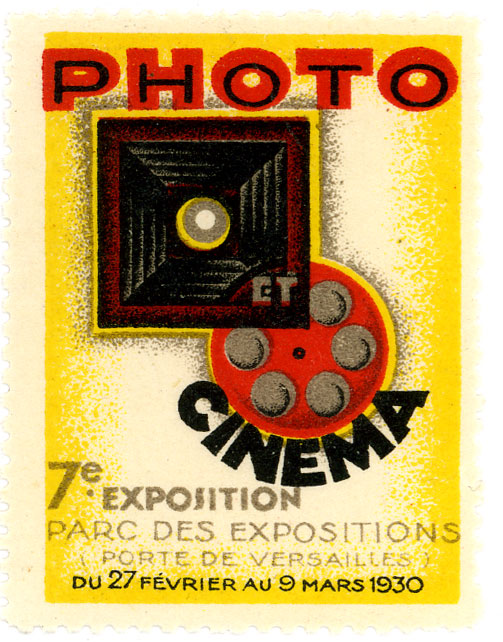 PHOTO
ET
CINEMA
7e. EXPOSITION
PARC DES EXPOSITIONS
(PORTE DE VERSAILLES)
DU 27 FÉVRIER AU 9 MARS 1930